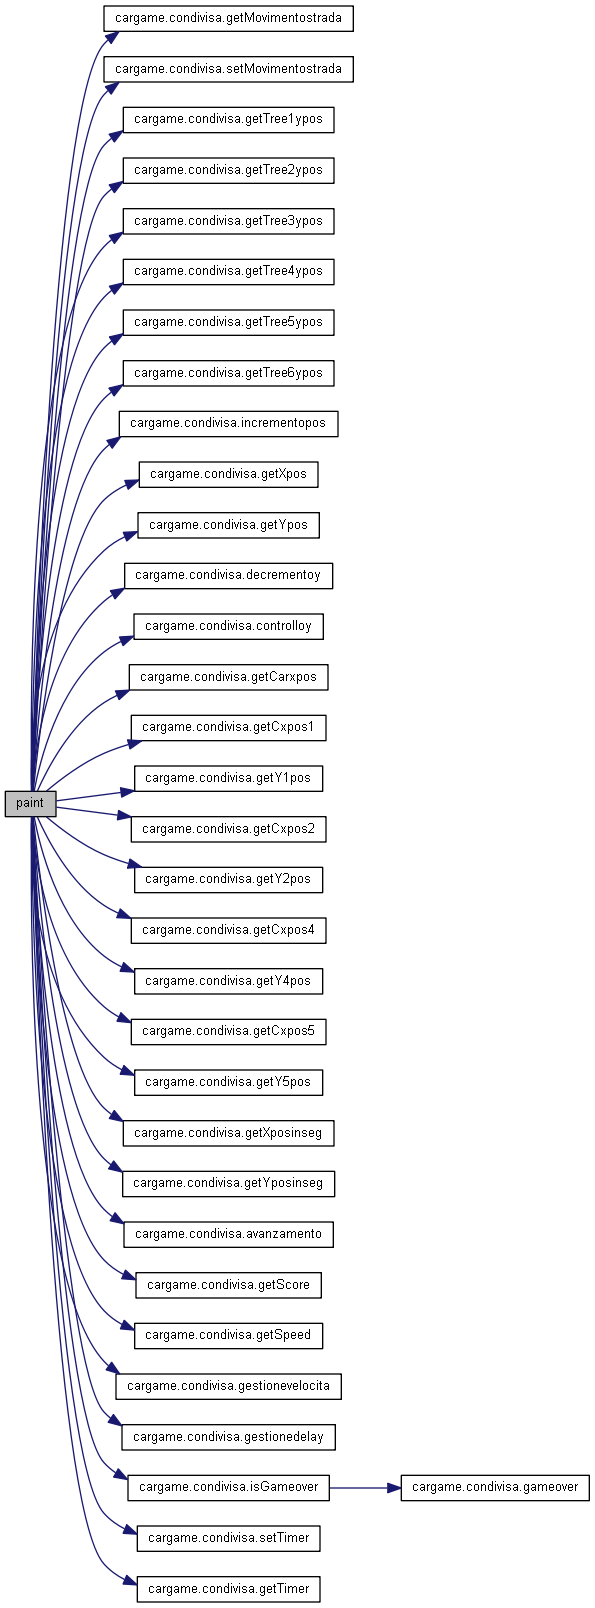 cargame.condivisa.getMovimentostrada
cargame.condivisa.setMovimentostrada
cargame.condivisa.getTree1ypos
cargame.condivisa.getTree2ypos
cargame.condivisa.getTree3ypos
cargame.condivisa.getTree4ypos
cargame.condivisa.getTree5ypos
cargame.condivisa.getTree6ypos
cargame.condivisa.incrementopos
cargame.condivisa.getXpos
cargame.condivisa.getYpos
cargame.condivisa.decrementoy
cargame.condivisa.controlloy
cargame.condivisa.getCarxpos
cargame.condivisa.getCxpos1
cargame.condivisa.getY1pos
paint
cargame.condivisa.getCxpos2
cargame.condivisa.getY2pos
cargame.condivisa.getCxpos4
cargame.condivisa.getY4pos
cargame.condivisa.getCxpos5
cargame.condivisa.getY5pos
cargame.condivisa.getXposinseg
cargame.condivisa.getYposinseg
cargame.condivisa.avanzamento
cargame.condivisa.getScore
cargame.condivisa.getSpeed
cargame.condivisa.gestionevelocita
cargame.condivisa.gestionedelay
cargame.condivisa.isGameover
cargame.condivisa.gameover
cargame.condivisa.setTimer
cargame.condivisa.getTimer